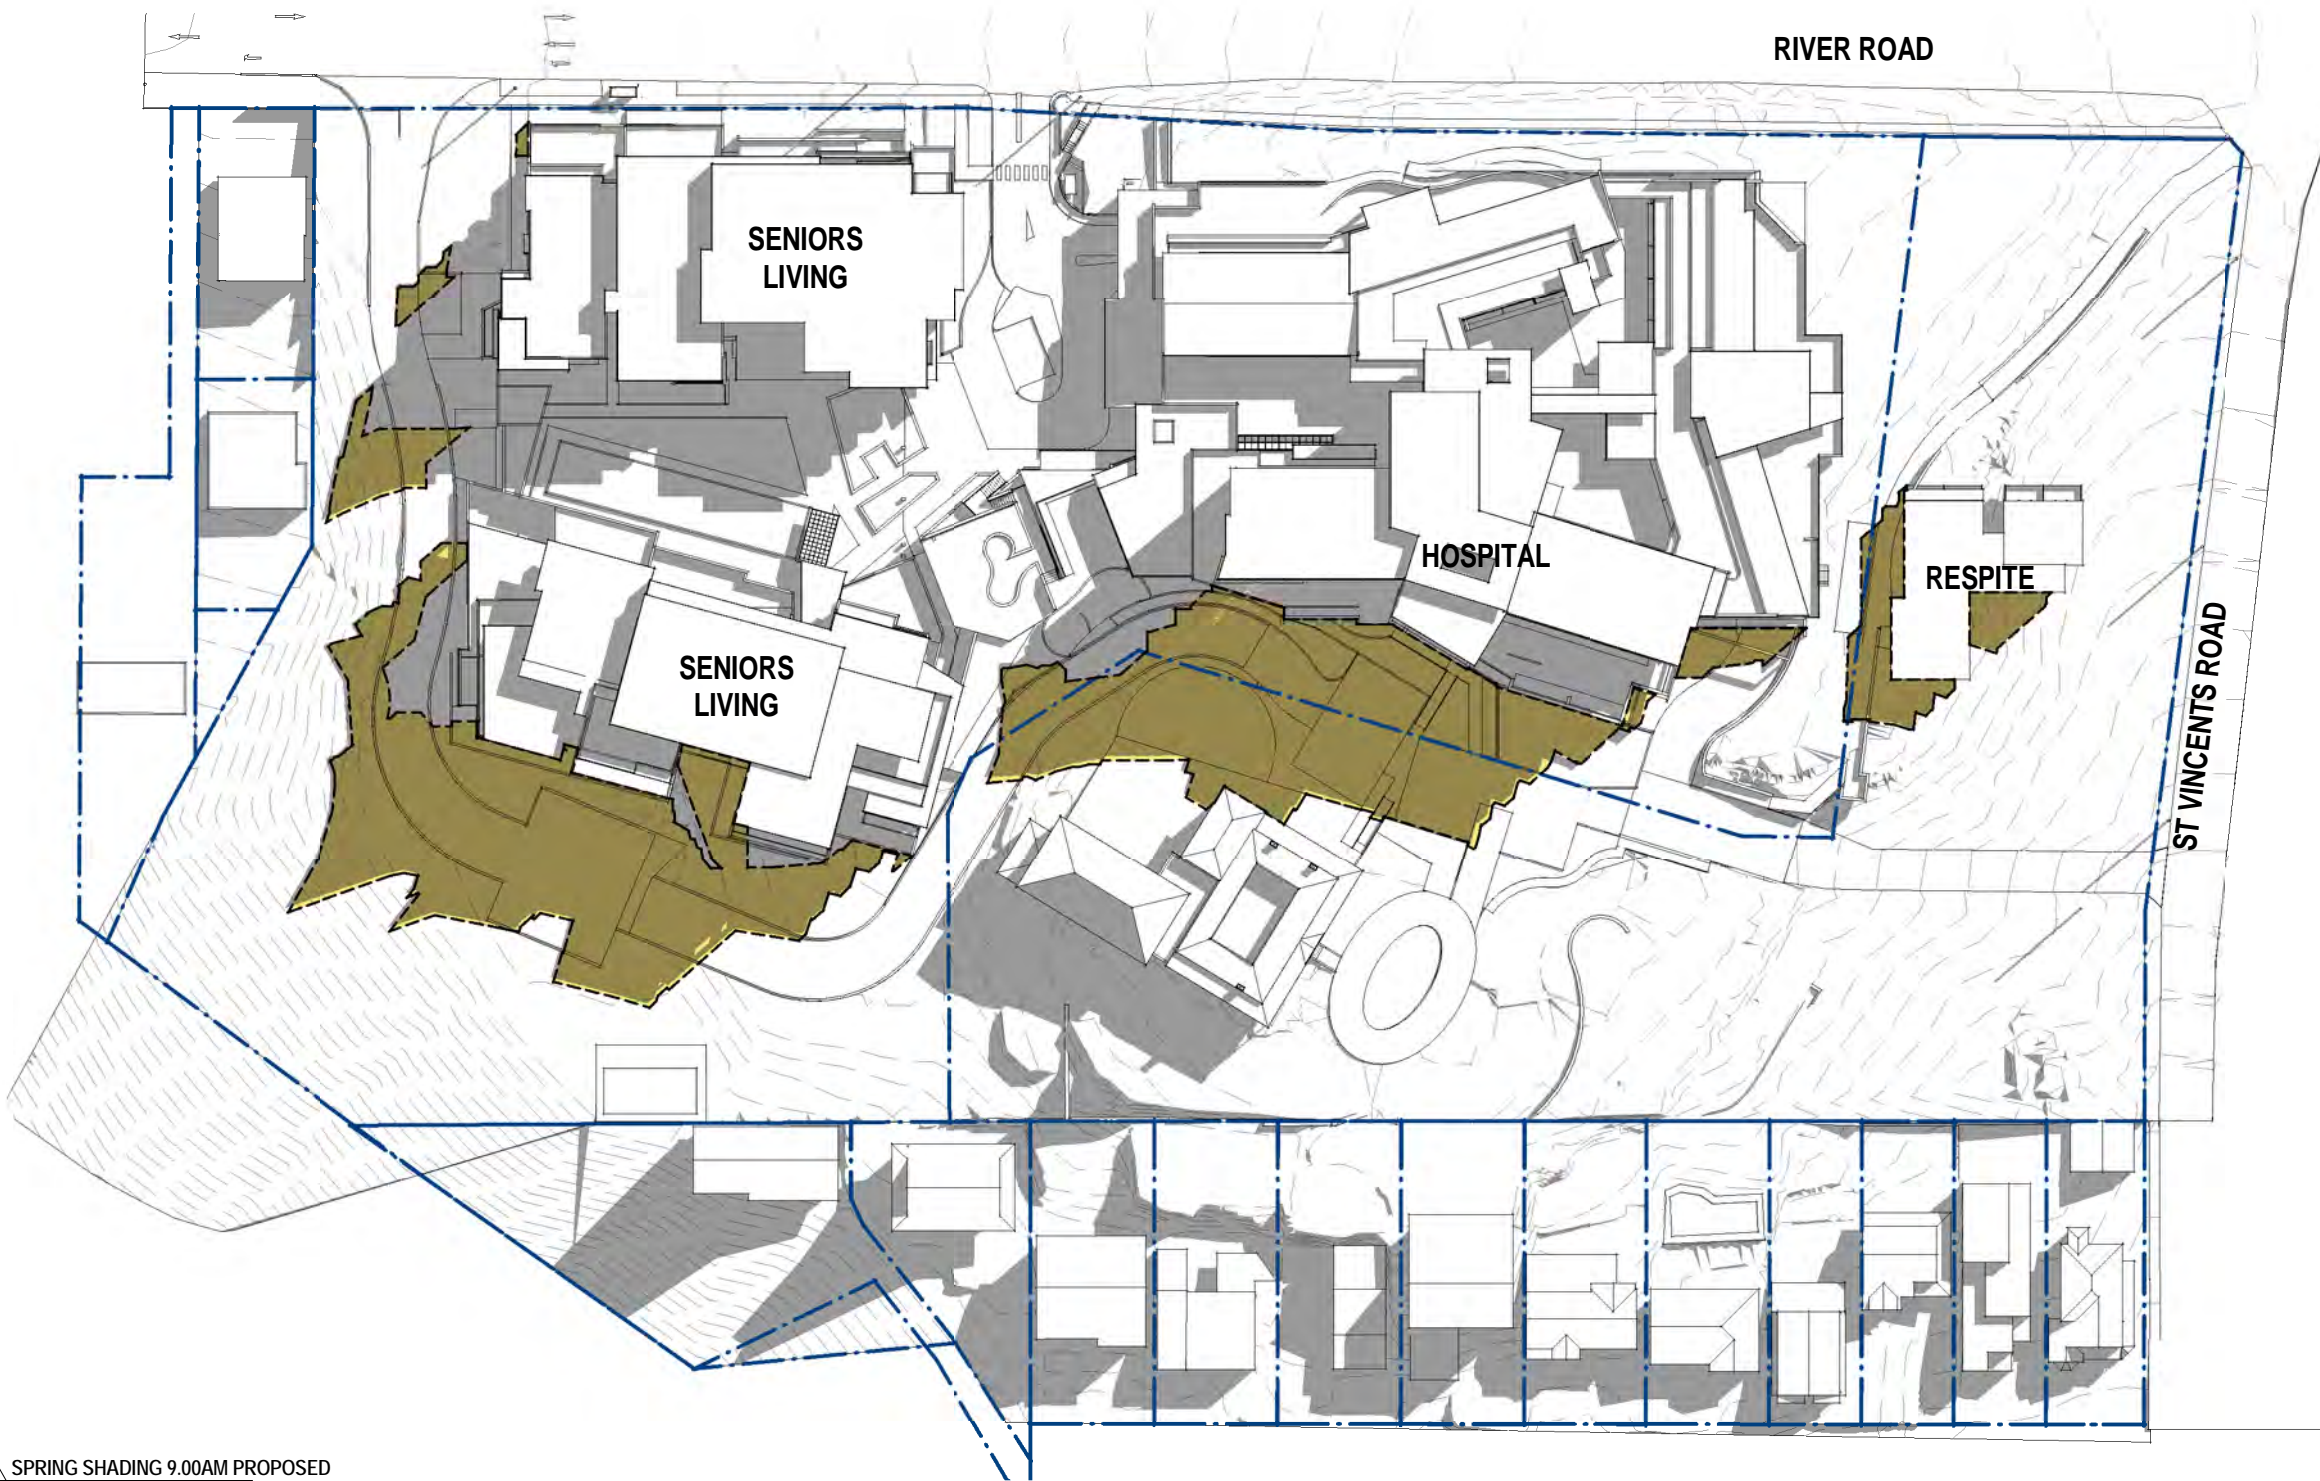 RIVER ROAD
SENIORS
LIVING
HOSPITAL
RESPITE
SENIORS
LIVING
ST VINCENTS ROAD
SPRING SHADING 9.00AM PROPOSED